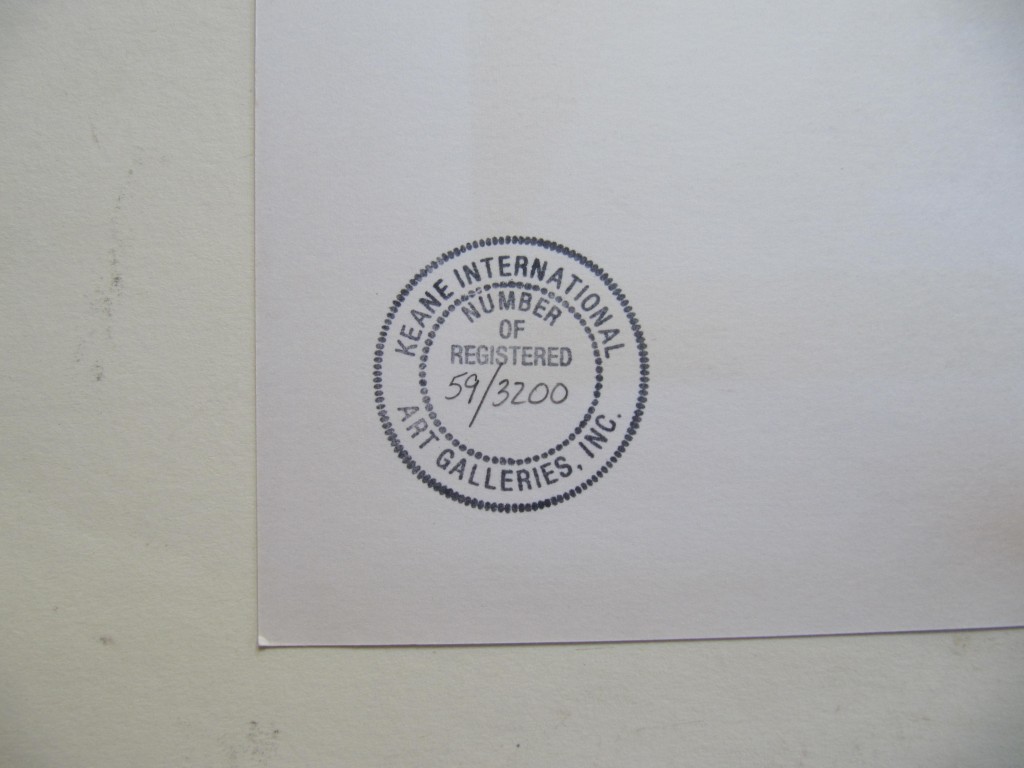 KEANE INTERNATIONAL
NUMBER
OF
REGISTERED
59/3200
ART GALLERIES, INC.